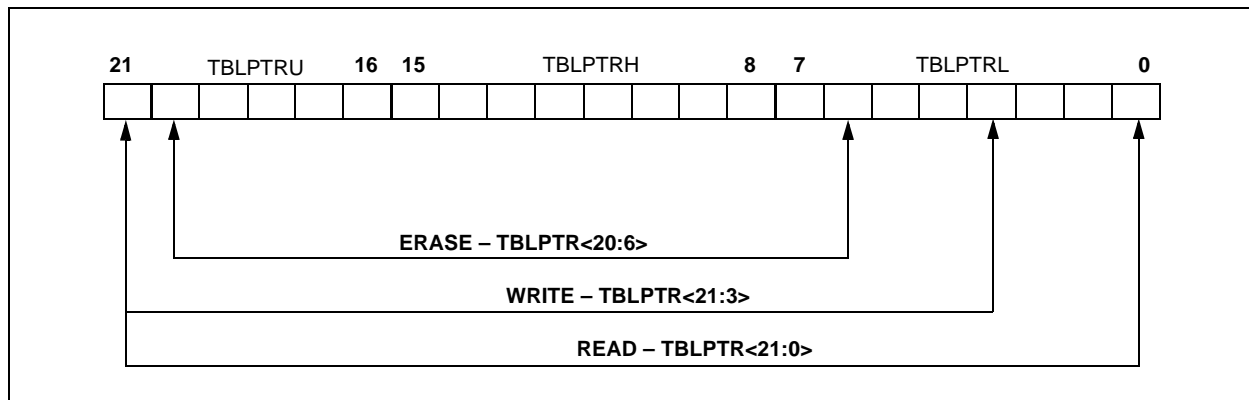 21 TBLPTRU 16 15 TBLPTRH 8 7 TBLPTRL 0
ERASE – TBLPTR<20:6>
WRITE – TBLPTR<21:3>
READ – TBLPTR<21:0>